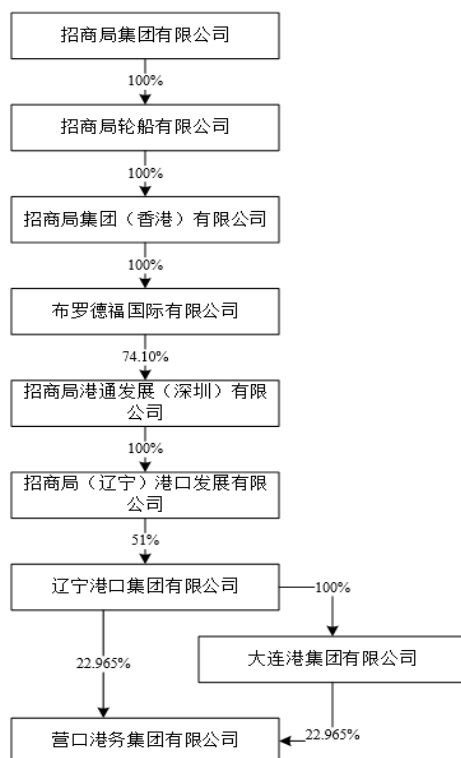 招商局集团有限公司
100%
招商局轮船有限公司
100%
招商局集团（香港）有限公司
100%
布罗德福国际有限公司
74.10%
招商局港通发展（深圳）有限
公司
100%
招商局（辽宁）港口发展有限
公司
51%
辽宁港口集团有限公司
100%
大连港集团有限公司
22.965%
22.965%
营口港务集团有限公司